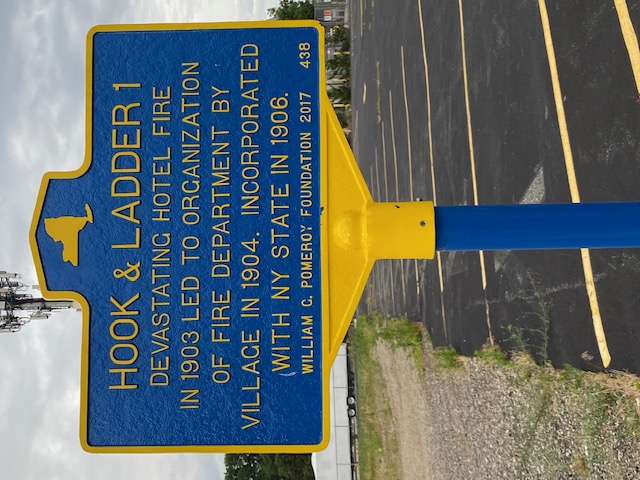 HOOK & LADDER 1
DEVASTATING HOTEL FIRE
IN 1903 LED TO ORGANIZATION
OF FIRE DEPARTMENT BY
VILLAGE IN 1904. INCORPORATED
WITH NY STATE IN 1906.
WILLIAM C. POMEROY FOUNDATION 2017 438